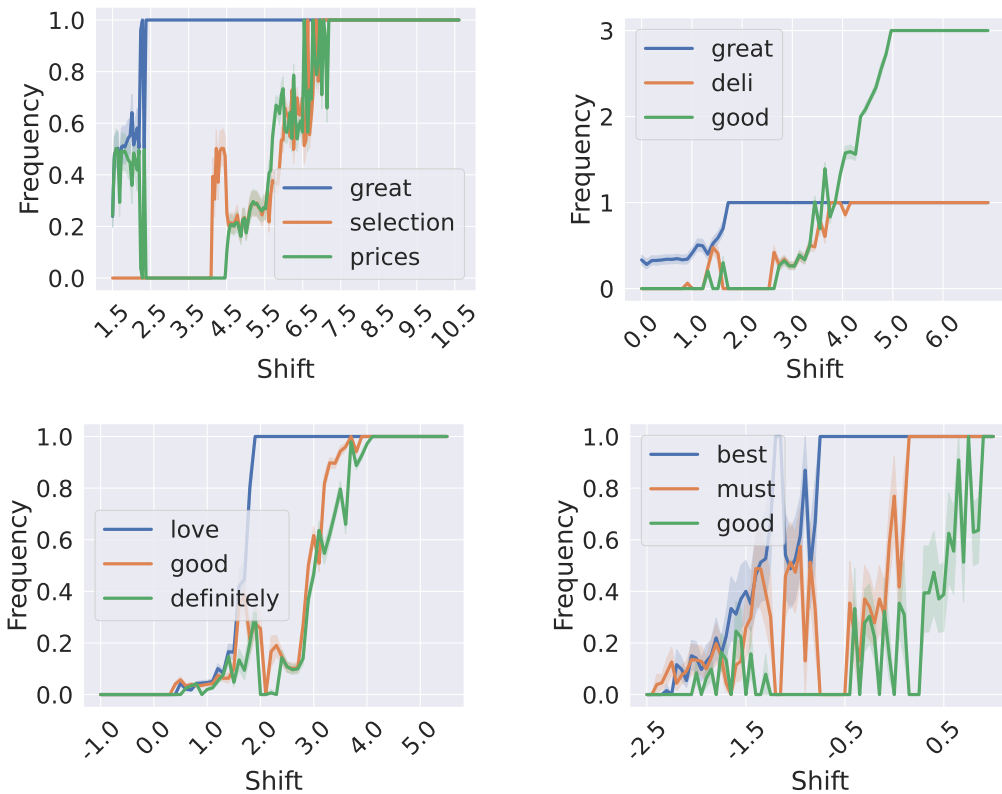 1.0
0.8
0.6
0.4
0.2
0.0
Frequency
great
selection
prices
1.5 2.5 3.5 4.5 5.5 6.5 7.5 8.5 9.5 10.5
Shift
3
2
1
0
Frequency
great
deli
good
0.0 1.0 2.0 3.0 4.0 5.0 6.0
Shift
1.0
0.8
0.6
0.4
0.2
0.0
Frequency
love
good
definitely
-1.0 0.0 1.0 2.0 3.0 4.0 5.0
Shift
1.0
0.8
0.6
0.4
0.2
0.0
Frequency
best
must
good
-2.5 -1.5 -0.5 0.5
Shift